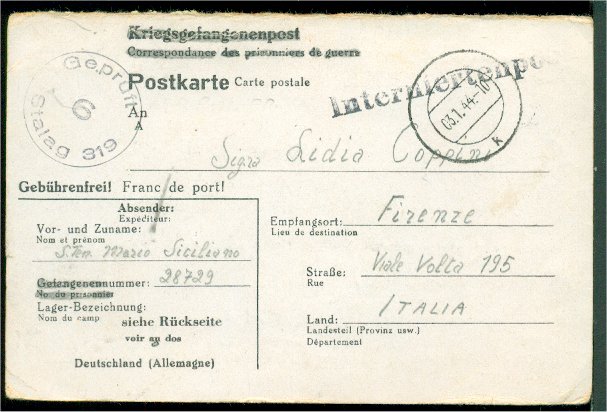 Kriegsgefangenenpost
Correspondance des prisonniers de guerre
Postkarte Carte postale
Internierten
Geprüft
6
Stalag 319
03.1.44.-10
k
An
A
Sigra Lidia
Gebührenfrei! Franc de port!
Absender:
Expéditeur:
Vor- und Zuname:
Nom et prénom
S.Ten. Mario Siciliano
Gefangenennummer: 28729
No. du prisonnier
Lager-Bezeichnung:
Nom du camp
siehe Rückseite
voir au dos
Deutschland (Allemagne)
Empfangsort: Firenze
Lieu de destination
Straße: Viale Volta 195
Rue
Land: ITALIA
Landesteil (Provinz usw.)
Département